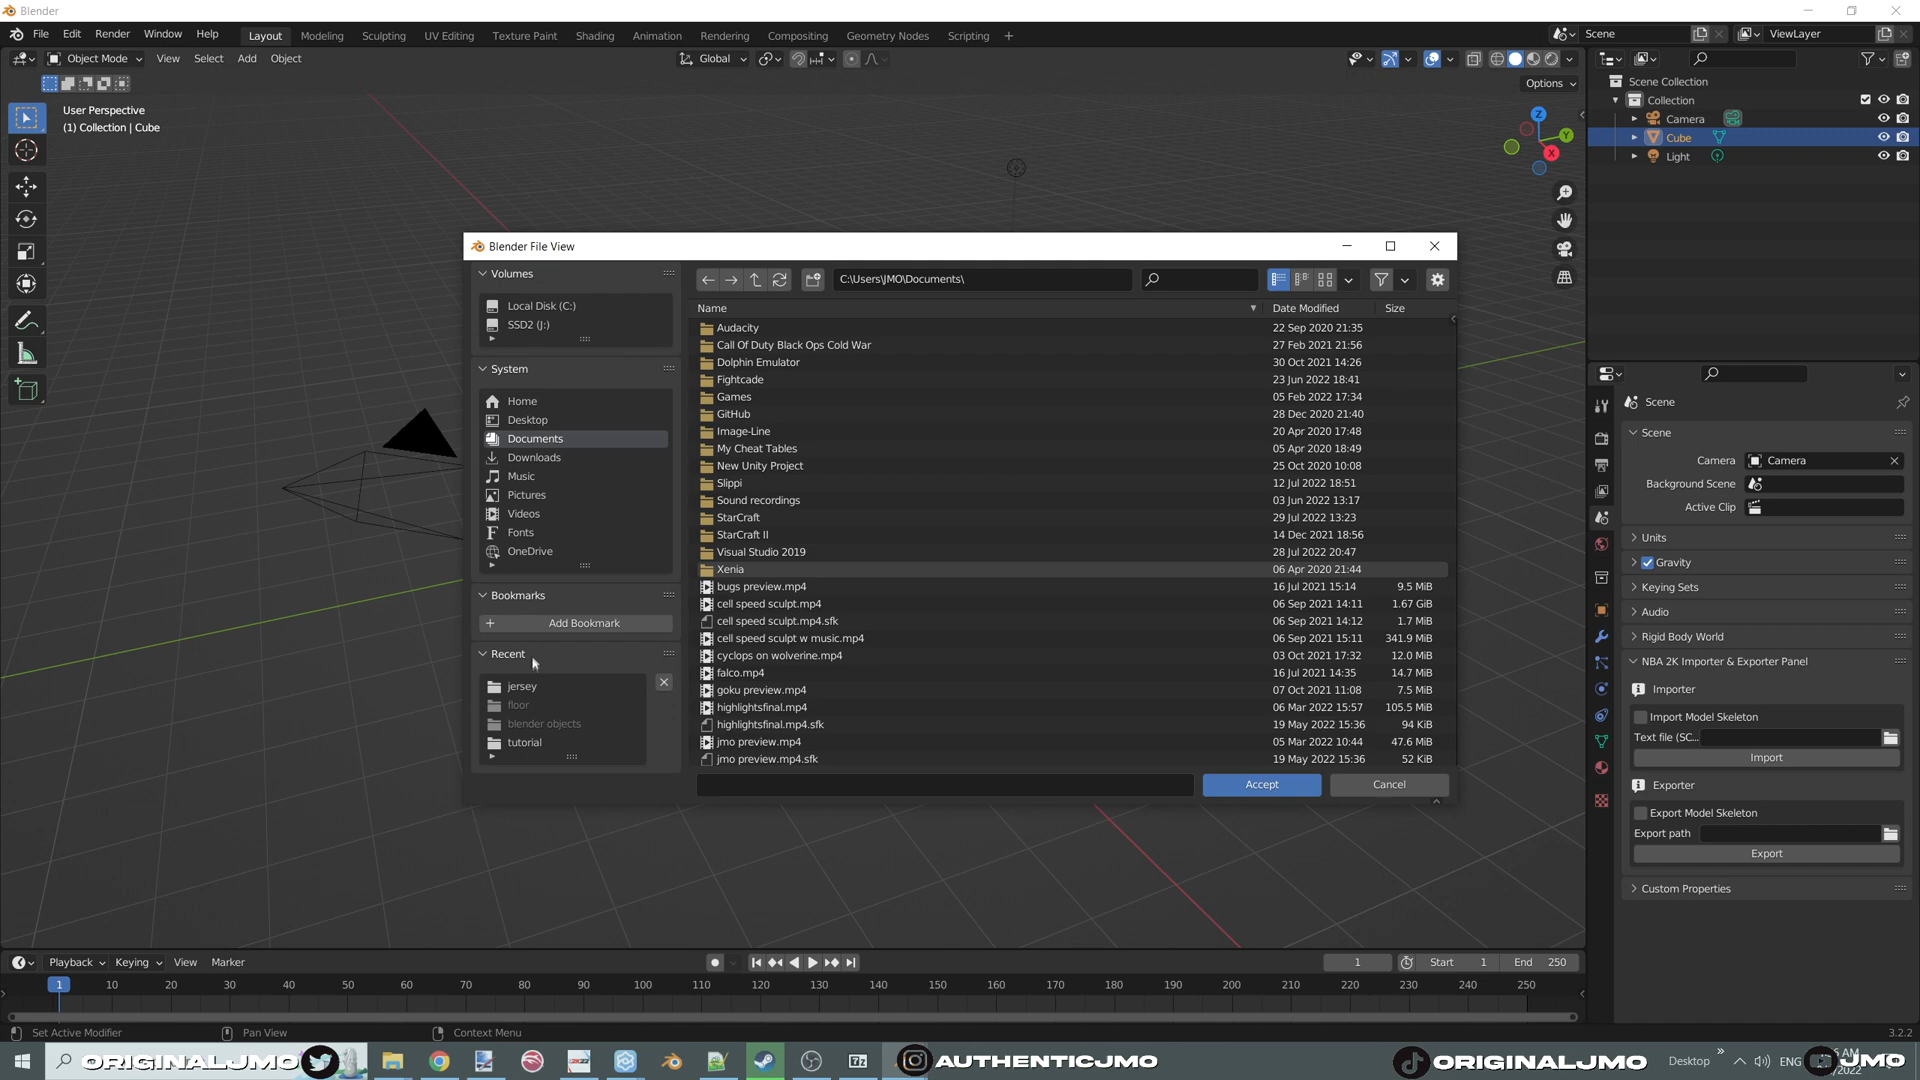 Blender
File Edit Render Window Help Layout Modeling Sculpting UV Editing Texture Paint Shading Animation Rendering Compositing Geometry Nodes Scripting + Scene ViewLayer
Object Mode View Select Add Object Global
Options
User Perspective
(1) Collection | Cube
Z
Y
X
Scene Collection
Collection
Camera
Cube
Light
Blender File View
Volumes
Local Disk (C:)
SSD2 (J:)
System
Home
Desktop
Documents
Downloads
Music
Pictures
Videos
Fonts
OneDrive
Bookmarks
Add Bookmark
Recent
jersey
floor
blender objects
tutorial
C:\Users\JMO\Documents\
Name Date Modified Size
Audacity 22 Sep 2020 21:35
Call Of Duty Black Ops Cold War 27 Feb 2021 21:56
Dolphin Emulator 30 Oct 2021 14:26
Fightcade 23 Jun 2022 18:41
Games 05 Feb 2022 17:34
GitHub 28 Dec 2020 21:40
Image-Line 20 Apr 2020 17:48
My Cheat Tables 05 Apr 2020 18:49
New Unity Project 25 Oct 2020 10:08
Slippi 12 Jul 2022 18:51
Sound recordings 03 Jun 2022 13:17
StarCraft 29 Jul 2022 13:23
StarCraft II 14 Dec 2021 18:56
Visual Studio 2019 28 Jul 2022 20:47
Xenia 06 Apr 2020 21:44
bugs preview.mp4 16 Jul 2021 15:14 9.5 MiB
cell speed sculpt.mp4 06 Sep 2021 14:11 1.67 GiB
cell speed sculpt.mp4.sfk 06 Sep 2021 14:12 1.7 MiB
cell speed sculpt w music.mp4 06 Sep 2021 15:11 341.9 MiB
cyclops on wolverine.mp4 03 Oct 2021 17:32 12.0 MiB
falco.mp4 16 Jul 2021 14:35 14.7 MiB
goku preview.mp4 07 Oct 2021 11:08 7.5 MiB
highlightsfinal.mp4 06 Mar 2022 15:57 105.5 MiB
highlightsfinal.mp4.sfk 19 May 2022 15:36 94 KiB
jmo preview.mp4 05 Mar 2022 10:44 47.6 MiB
jmo preview.mp4.sfk 19 May 2022 15:36 52 KiB
Accept Cancel
Scene
Scene
Camera Camera
Background Scene
Active Clip
Units
Gravity
Keying Sets
Audio
Rigid Body World
NBA 2K Importer & Exporter Panel
Importer
Import Model Skeleton
Text file (SC...
Import
Exporter
Export Model Skeleton
Export path
Export
Custom Properties
Playback Keying View Marker 1 Start 1 End 250
1 10 20 30 40 50 60 70 80 90 100 110 120 130 140 150 160 170 180 190 200 210 220 230 240 250
Set Active Modifier Pan View Context Menu 3.2.2
ORIGINALJMO AUTHENTICJMO ORIGINALJMO Desktop ENG JMO